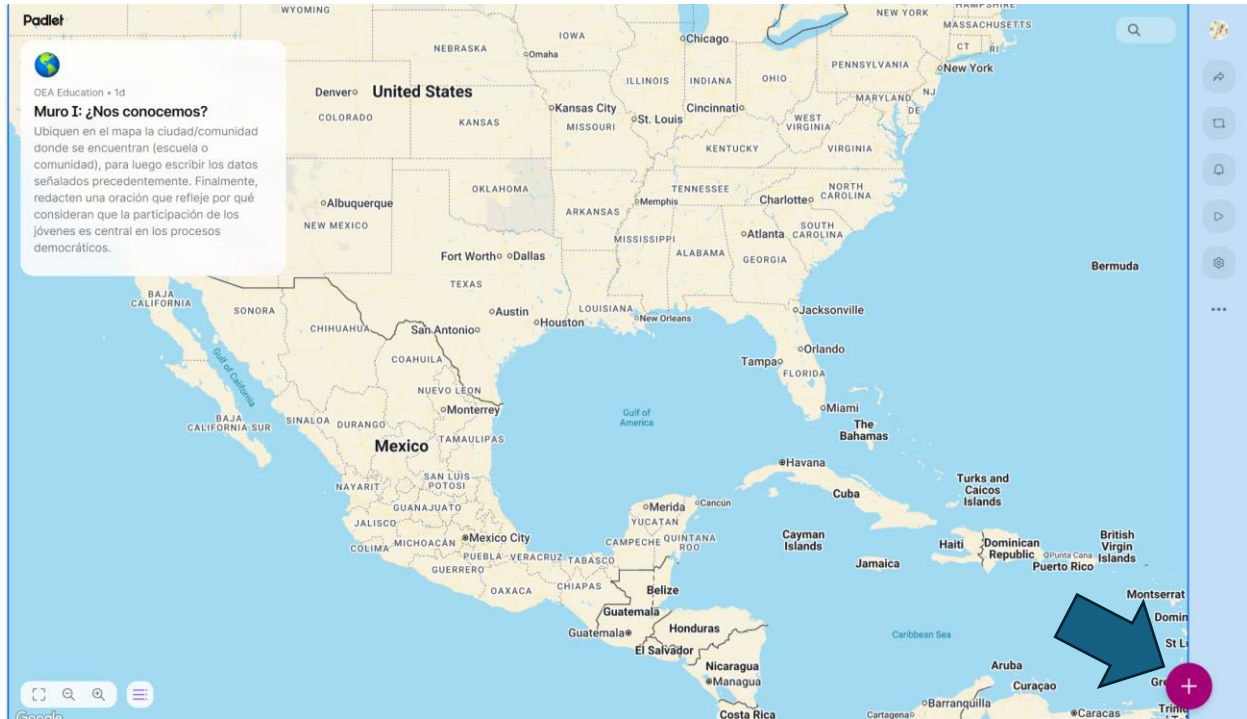 Padlet
OEA Education • 1d
Muro I: ¿Nos conocemos?
Ubiquen en el mapa la ciudad/comunidad
donde se encuentran (escuela o
comunidad), para luego escribir los datos
señalados precedentemente. Finalmente,
redacten una oración que refleje por qué
consideran que la participación de los
jóvenes es central en los procesos
democráticos.
WYOMING
NEW YORK
HAMPSHIRE
MASSACHUSETTS
IOWA
Chicago
NEBRASKA
Omaha
CT RI
PENNSYLVANIA
New York
ILLINOIS
INDIANA
OHIO
Denver
United States
MARYLAND
NJ
DE
Kansas City
Cincinnati
COLORADO
KANSAS
MISSOURI
St. Louis
WEST
VIRGINIA
KENTUCKY
VIRGINIA
OKLAHOMA
TENNESSEE
NORTH
CAROLINA
Albuquerque
Memphis
Charlotte
ARKANSAS
NEW MEXICO
SOUTH
CAROLINA
MISSISSIPPI
Atlanta
ALABAMA
GEORGIA
Fort Worth
Dallas
Bermuda
TEXAS
BAJA
CALIFORNIA
SONORA
Austin
LOUISIANA
Jacksonville
Houston
New Orleans
CHIHUAHUA
San Antonio
Gulf of California
COAHUILA
Orlando
Tampa
FLORIDA
NUEVO LEON
Monterrey
Miami
Gulf of
America
BAJA
CALIFORNIA SUR
SINALOA
DURANGO
The
Bahamas
Mexico
TAMAULIPAS
Havana
SAN LUIS
POTOSI
NAYARIT
Cuba
Turks and
Caicos
Islands
GUANAJUATO
Merida
Cancún
JALISCO
YUCATAN
COLIMA
MICHOACÁN
Mexico City
CAMPECHE
QUINTANA
ROO
Cayman
Islands
Haiti
Dominican
Republic
Punta Cana
Puerto Rico
British
Virgin
Islands
PUEBLA
VERACRUZ
TABASCO
Jamaica
GUERRERO
OAXACA
CHIAPAS
Belize
Montserrat
Guatemala
Domin
Guatemala
Honduras
Caribbean Sea
El Salvador
St L
Nicaragua
Aruba
Managua
Curaçao
Gr
Barranquilla
Costa Rica
Cartagena
Caracas
Google